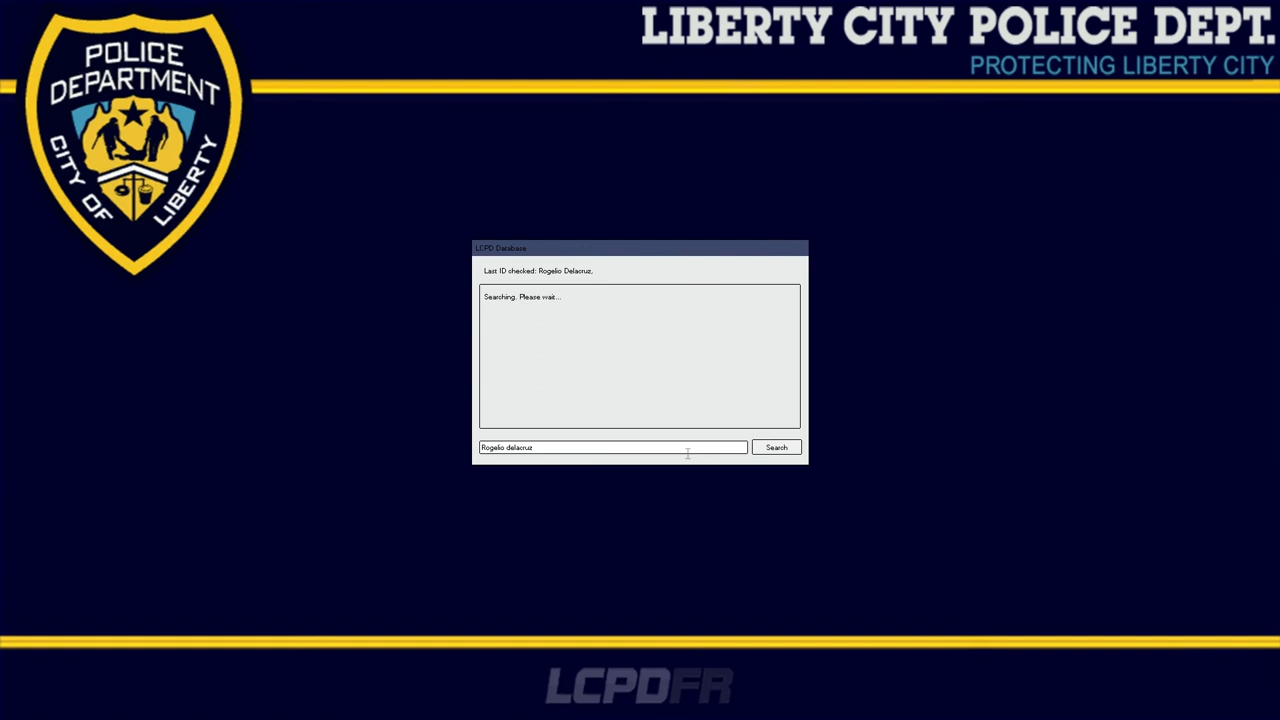 LIBERTY CITY POLICE DEPT.
PROTECTING LIBERTY CITY
POLICE
DEPARTMENT
CITY OF LIBERTY
LCPD Database
Last ID checked: Rogelio Delacruz,
Searching. Please wait...
Rogelio delacruz
Search
LCPDFR